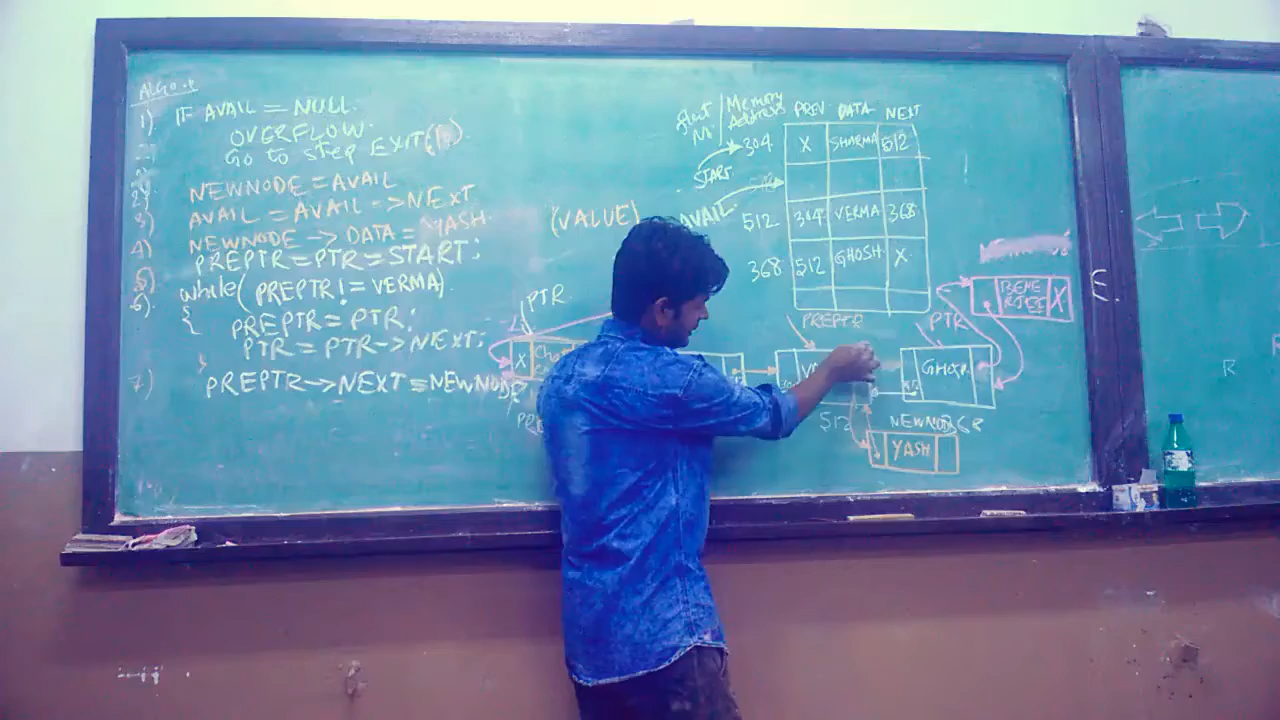 ALGO
1). IF AVAIL = NULL.
OVERFLOW.
GO to step EXIT
2). NEWNODE = AVAIL
3) AVAIL = AVAIL -> NEXT
4) NEWNODE -> DATA = YASH
PREPTR = PTR = START;
5)
6). while(PREPTR != VERMA)
{ PREPTR = PTR;
PTR = PTR -> NEXT;
}
7) PREPTR -> NEXT = NEWNODE
(VALUE)
START
AVAIL
Memory Address PREV DATA NEXT
304 X SHARMA 512
512 304 VERMA 368
368 512 GHOSH X
PTR
PREPTR
PTR
X
X
512
NEWNODE 368
YASH
E.
R